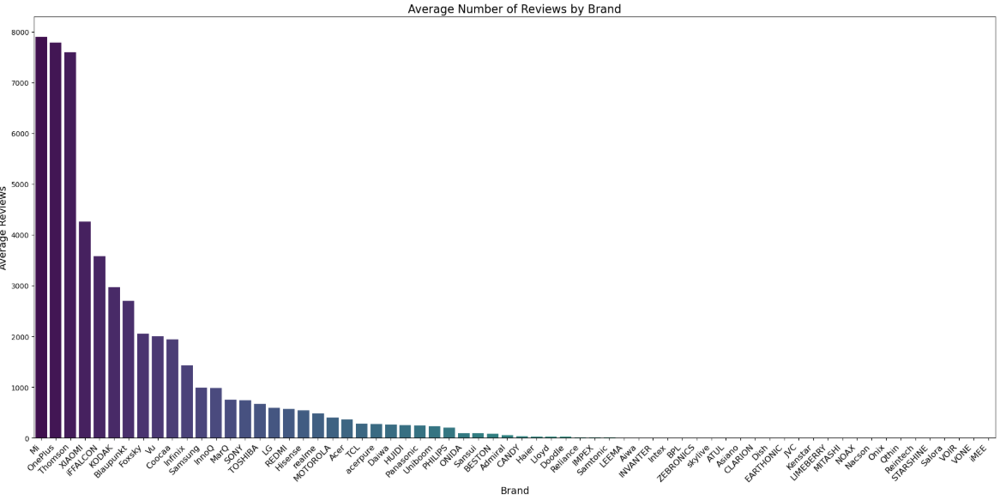 Average Number of Reviews by Brand
8000
7000
6000
5000
4000
3000
2000
1000
0
Average Reviews
Mi
OnePlus
Thomson
XIAOMI
iFFALCON
KODAK
Blaupunkt
Foxsky
Vu
Coocaa
Infinix
Samsung
InnoQ
MarQ
SONY
TOSHIBA
LG
REDMI
Hisense
realme
MOTOROLA
Acer
TCL
acerpure
Daiwa
HUIDI
Panasonic
Uniboom
PHILIPS
ONIDA
Sansui
BESTON
Admiral
CANDY
Haier
Lloyd
Doodle
Reliance
IMPEX
Samtonic
LEEMA
Aiwa
INVANTER
Intex
BPL
ZEBRONICS
skylive
ATUL
Asiano
CLARION
Dish
EARTHONIC
JVC
Kenstar
LIMEBERRY
MITASHI
NOAX
Nacson
Onix
Qthin
Reintech
STARSHINE
Salora
VOIR
VONE
iMEE
Brand